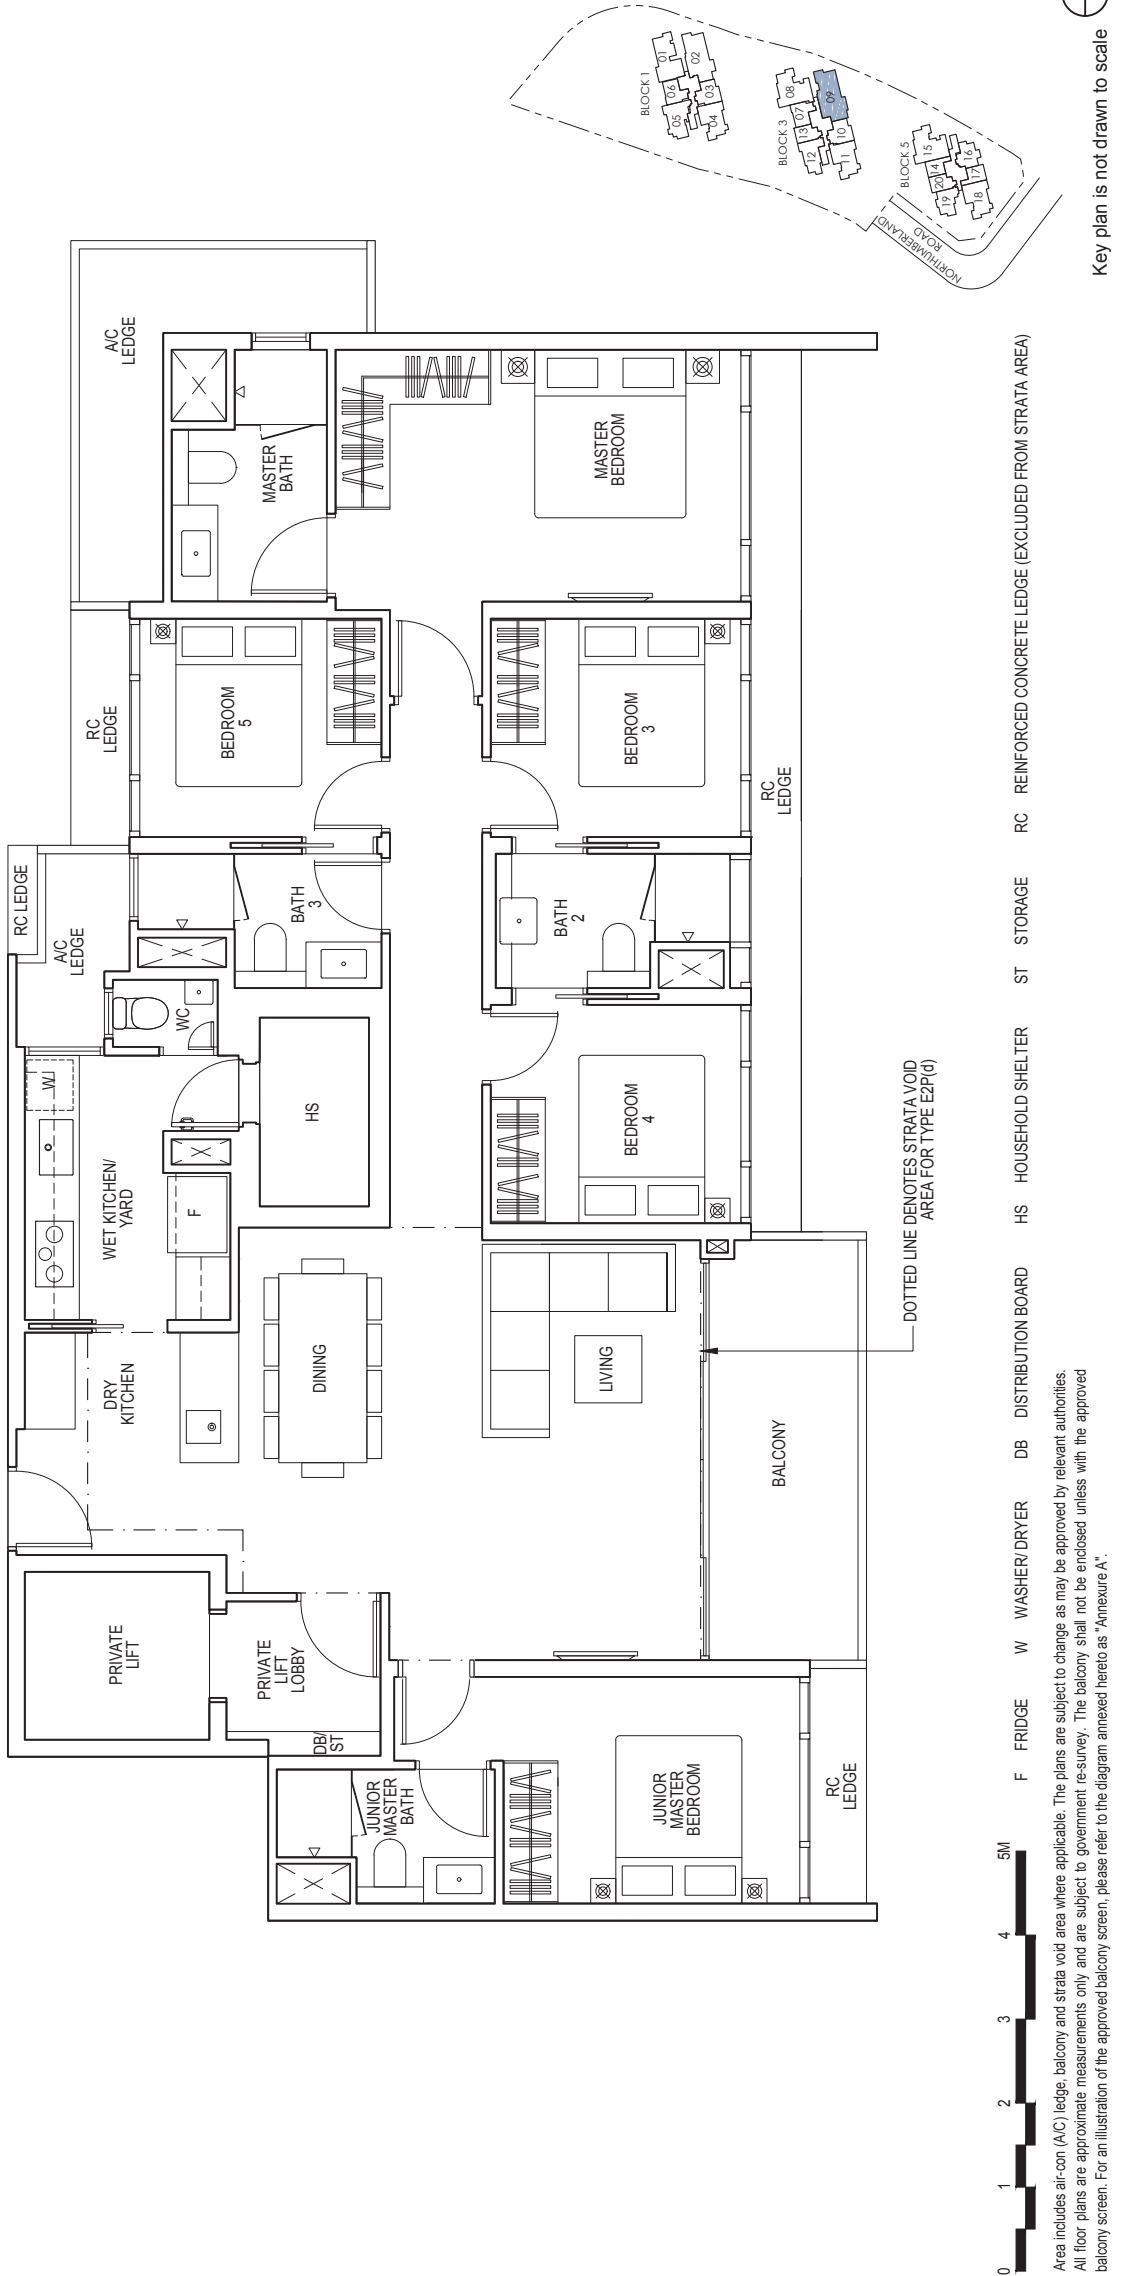 A/C
LEDGE
RC
LEDGE
RC LEDGE
A/C
LEDGE
MASTER
BATH
MASTER
BEDROOM
BEDROOM
5
BEDROOM
3
RC
LEDGE
BATH
3
BATH
2
WC
HS
BEDROOM
4
W
WET KITCHEN/
YARD
F
DRY
KITCHEN
DINING
LIVING
BALCONY
PRIVATE
LIFT
PRIVATE
LIFT
LOBBY
DB/
ST
JUNIOR
MASTER
BATH
JUNIOR
MASTER
BEDROOM
RC
LEDGE
DOTTED LINE DENOTES STRATA VOID
AREA FOR TYPE E2P(d)
BLOCK 1
01
02
03
04
05
06
BLOCK 3
07
08
09
10
11
12
13
BLOCK 5
14
15
16
17
18
19
20
NORTHUMBERLAND
ROAD
Key plan is not drawn to scale
F FRIDGE W WASHER/ DRYER DB DISTRIBUTION BOARD HS HOUSEHOLD SHELTER ST STORAGE RC REINFORCED CONCRETE LEDGE (EXCLUDED FROM STRATA AREA)
0 1 2 3 4 5M
Area includes air-con (A/C) ledge, balcony and strata void area where applicable. The plans are subject to change as may be approved by relevant authorities.
All floor plans are approximate measurements only and are subject to government re-survey. The balcony shall not be enclosed unless with the approved
balcony screen. For an illustration of the approved balcony screen, please refer to the diagram annexed hereto as "Annexure A".